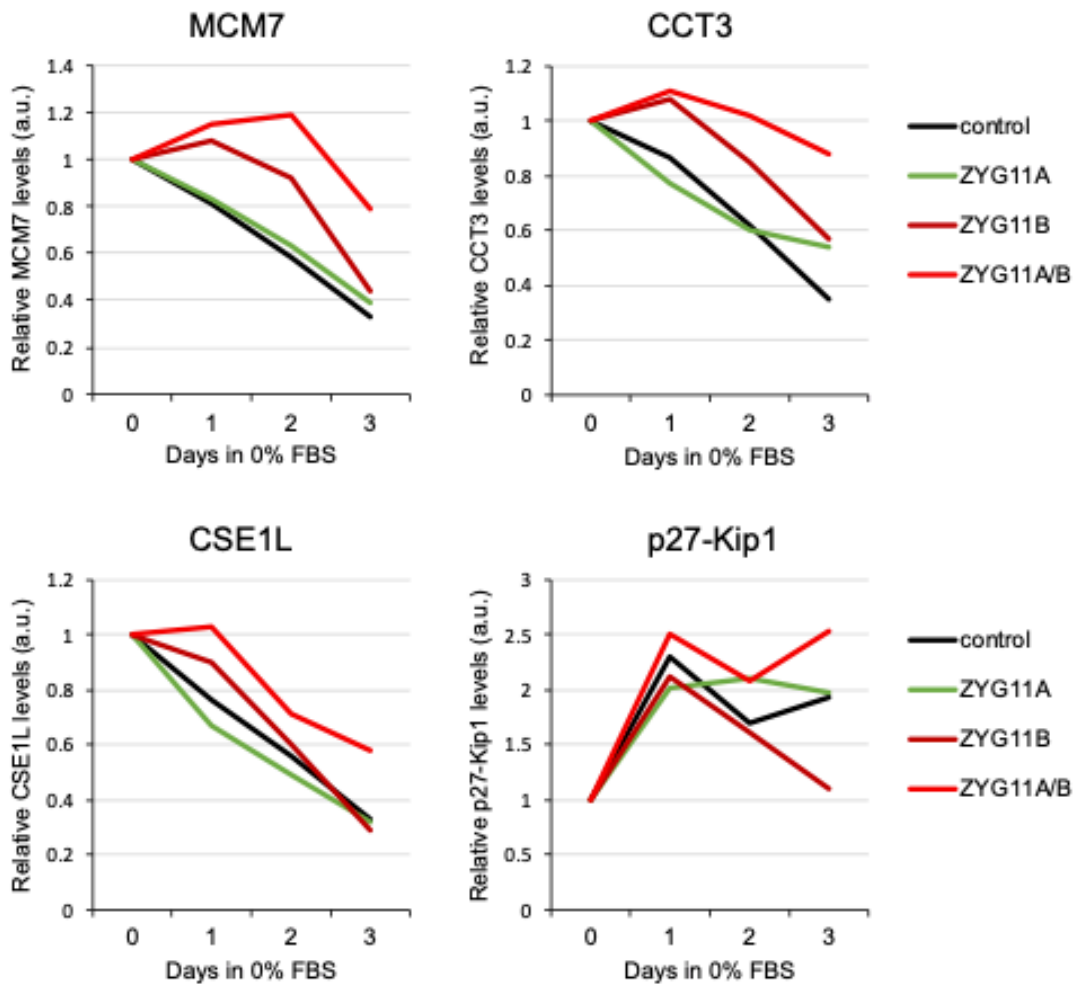 MCM7
Relative MCM7 levels (a.u.)
1.4
1.2
1
0.8
0.6
0.4
0.2
0
0 1 2 3
Days in 0% FBS
CCT3
Relative CCT3 levels (a.u.)
1.2
1
0.8
0.6
0.4
0.2
0
0 1 2 3
Days in 0% FBS
control
ZYG11A
ZYG11B
ZYG11A/B
CSE1L
Relative CSE1L levels (a.u.)
1.2
1
0.8
0.6
0.4
0.2
0
0 1 2 3
Days in 0% FBS
p27-Kip1
Relative p27-Kip1 levels (a.u.)
3
2.5
2
1.5
1
0.5
0
0 1 2 3
Days in 0% FBS
control
ZYG11A
ZYG11B
ZYG11A/B